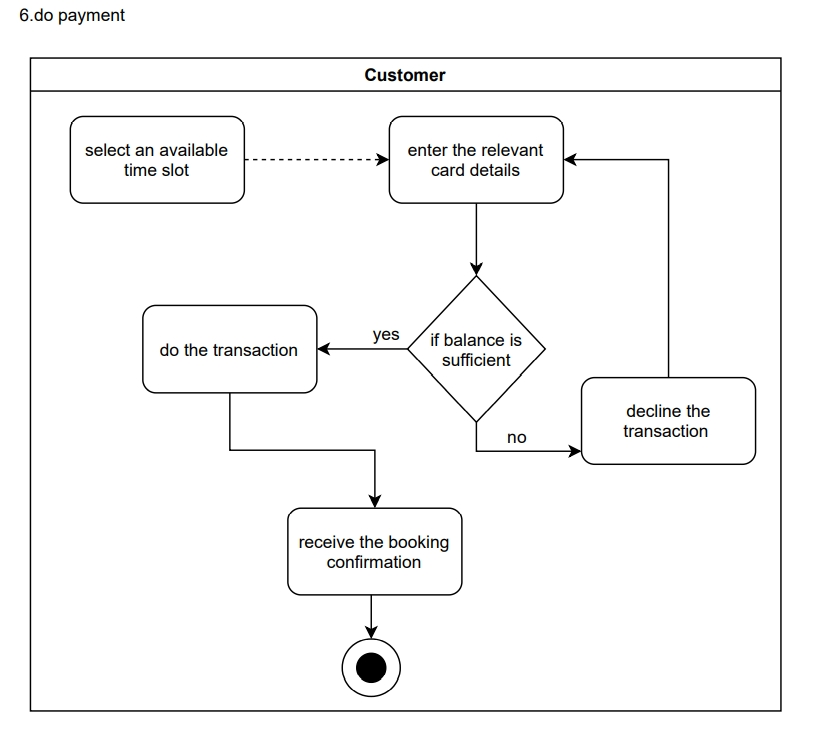 6.do payment
Customer
select an available
time slot
enter the relevant
card details
if balance is
sufficient
yes
do the transaction
no
decline the
transaction
receive the booking
confirmation